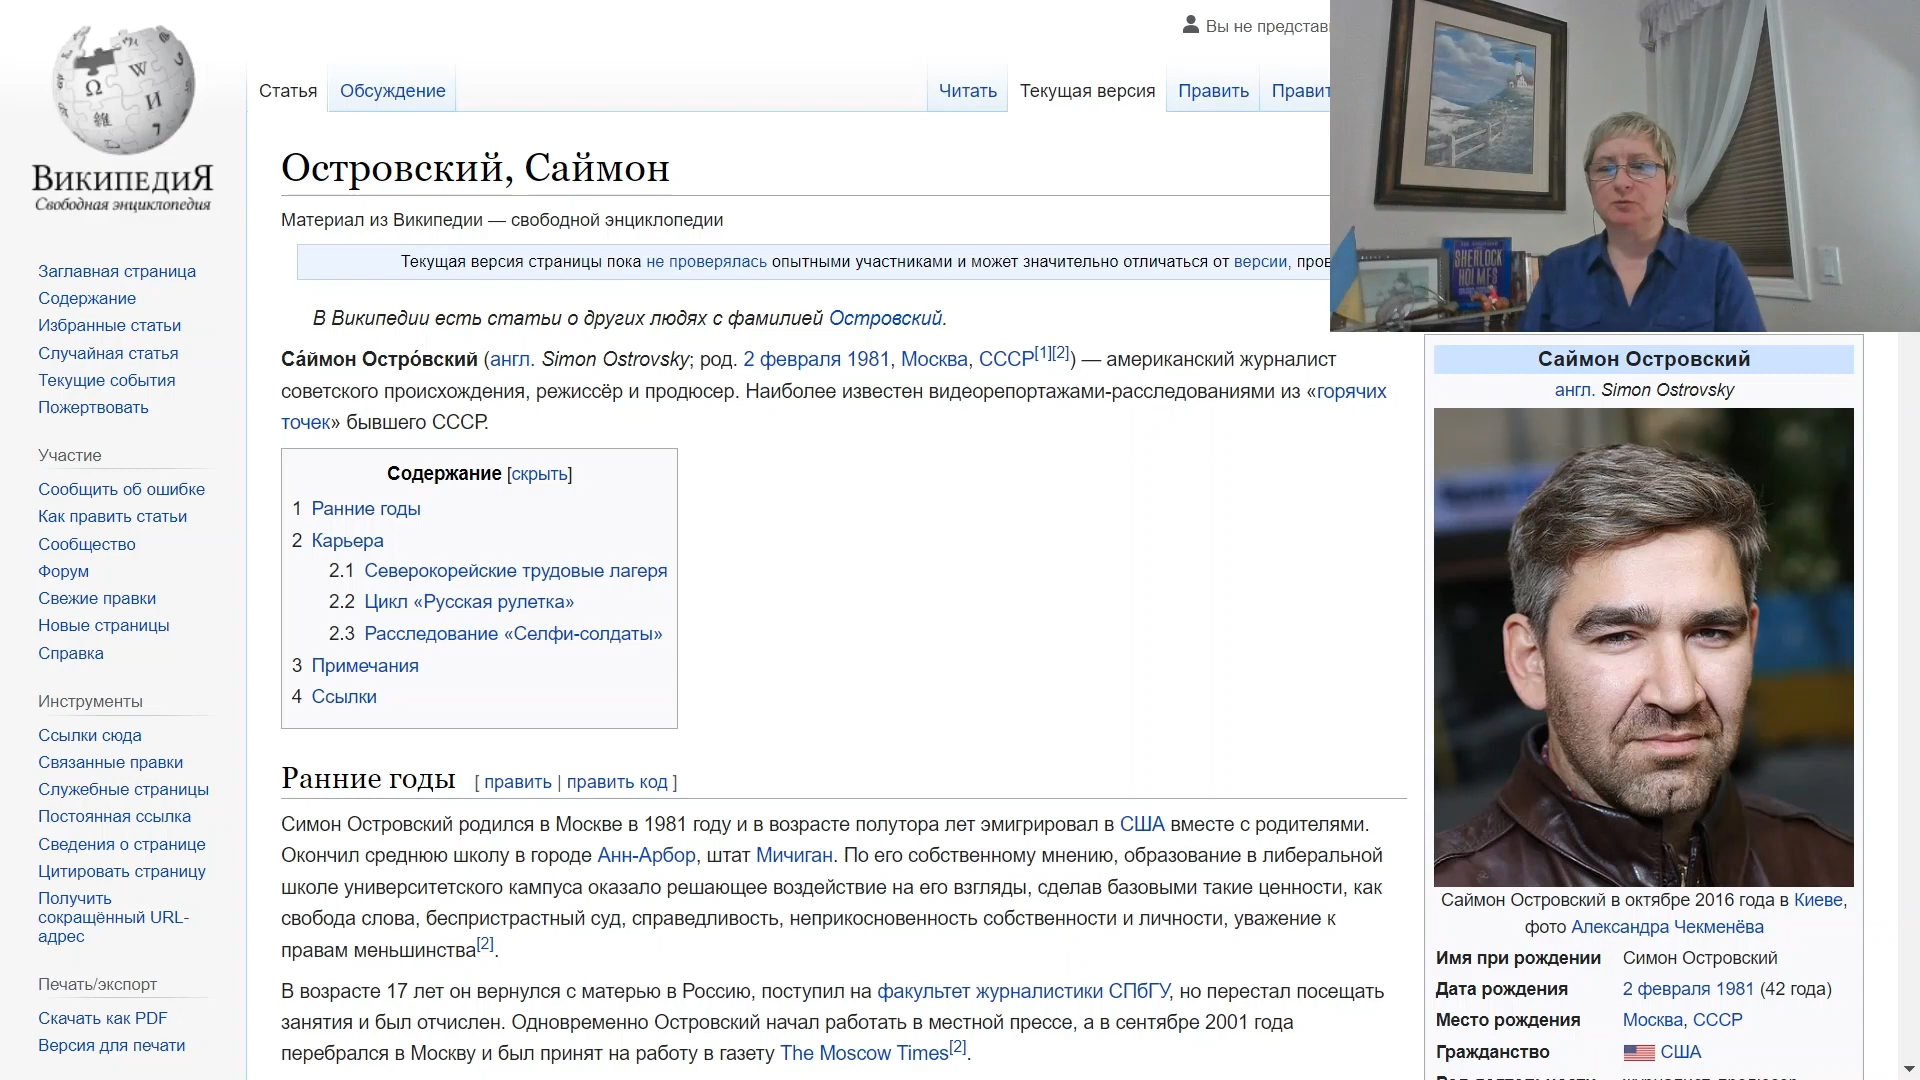 Вы не представ
Статья
Обсуждение
Читать
Текущая версия
Править
Правит
ВикипедиЯ
Свободная энциклопедия
Заглавная страница
Содержание
Избранные статьи
Случайная статья
Текущие события
Пожертвовать
Участие
Сообщить об ошибке
Как править статьи
Сообщество
Форум
Свежие правки
Новые страницы
Справка
Инструменты
Ссылки сюда
Связанные правки
Служебные страницы
Постоянная ссылка
Сведения о странице
Цитировать страницу
Получить
сокращённый URL-
адрес
Печать/экспорт
Скачать как PDF
Версия для печати
Островский, Саймон
Материал из Википедии — свободной энциклопедии
Текущая версия страницы пока не проверялась опытными участниками и может значительно отличаться от версии, пров
В Википедии есть статьи о других людях с фамилией Островский.
Са́ймон Остро́вский (англ. Simon Ostrovsky; род. 2 февраля 1981, Москва, СССР[1][2]) — американский журналист
советского происхождения, режиссёр и продюсер. Наиболее известен видеорепортажами-расследованиями из «горячих
точек» бывшего СССР.
Содержание [скрыть]
1 Ранние годы
2 Карьера
2.1 Северокорейские трудовые лагеря
2.2 Цикл «Русская рулетка»
2.3 Расследование «Селфи-солдаты»
3 Примечания
4 Ссылки
Ранние годы [ править | править код ]
Симон Островский родился в Москве в 1981 году и в возрасте полутора лет эмигрировал в США вместе с родителями.
Окончил среднюю школу в городе Анн-Арбор, штат Мичиган. По его собственному мнению, образование в либеральной
школе университетского кампуса оказало решающее воздействие на его взгляды, сделав базовыми такие ценности, как
свобода слова, беспристрастный суд, справедливость, неприкосновенность собственности и личности, уважение к
правам меньшинства[2].
В возрасте 17 лет он вернулся с матерью в Россию, поступил на факультет журналистики СПбГУ, но перестал посещать
занятия и был отчислен. Одновременно Островский начал работать в местной прессе, а в сентябре 2001 года
перебрался в Москву и был принят на работу в газету The Moscow Times[2].
SHERLOCK
HOLMES
Саймон Островский
англ. Simon Ostrovsky
Саймон Островский в октябре 2016 года в Киеве,
фото Александра Чекменёва
Имя при рождении Симон Островский
Дата рождения 2 февраля 1981 (42 года)
Место рождения Москва, СССР
Гражданство США